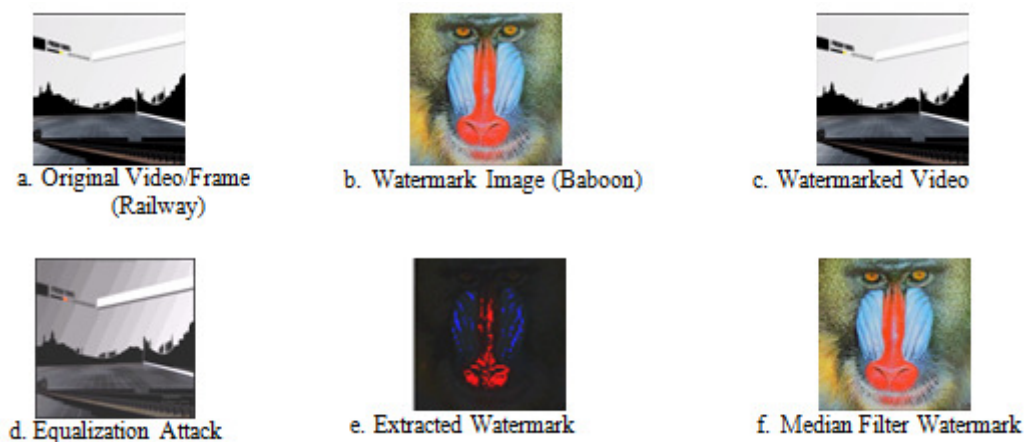 a. Original Video/Frame
(Railway)
b. Watermark Image (Baboon)
c. Watermarked Video
d. Equalization Attack
e. Extracted Watermark
f. Median Filter Watermark